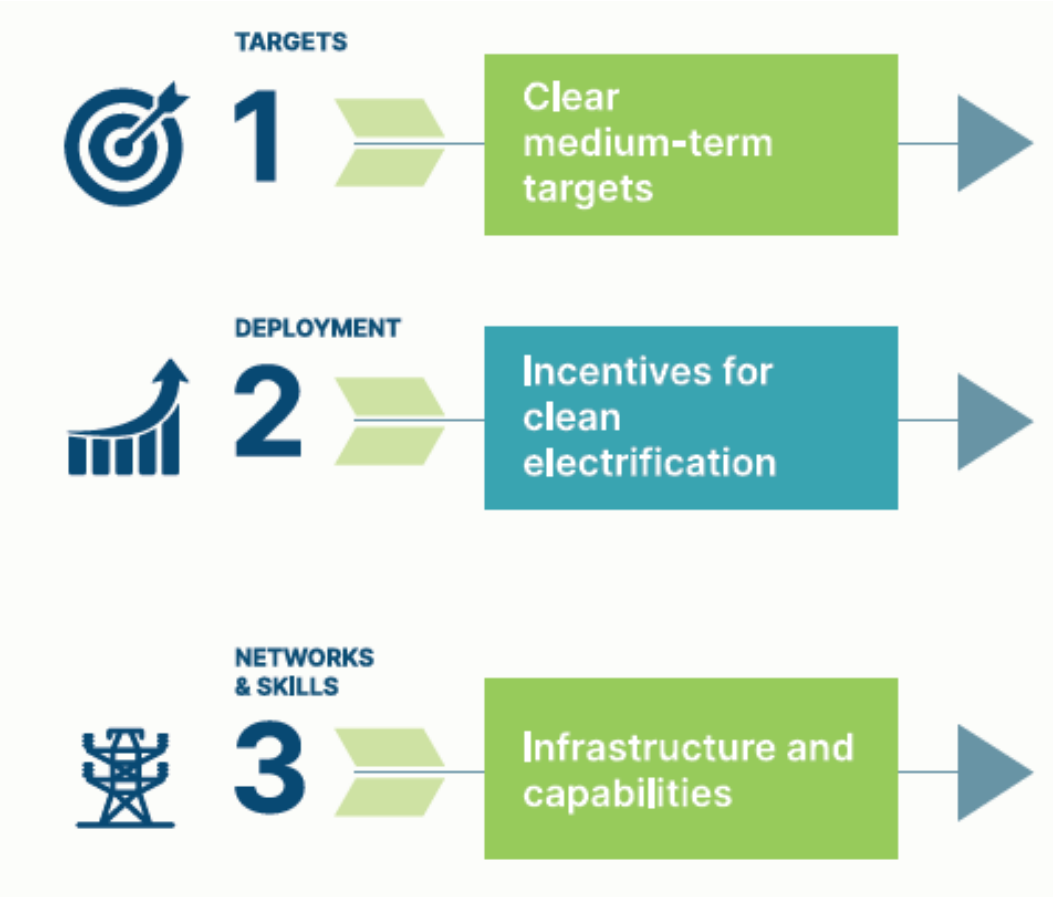 TARGETS
1
Clear
medium-term
targets
DEPLOYMENT
2
Incentives for
clean
electrification
NETWORKS
& SKILLS
3
Infrastructure and
capabilities